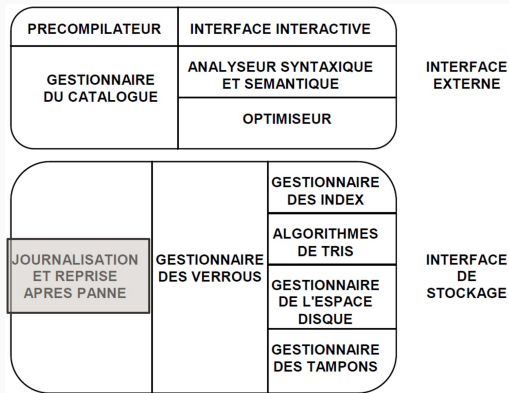 PRECOMPILATEUR
INTERFACE INTERACTIVE
GESTIONNAIRE
DU CATALOGUE
ANALYSEUR SYNTAXIQUE
ET SEMANTIQUE
OPTIMISEUR
INTERFACE
EXTERNE
JOURNALISATION
ET REPRISE
APRES PANNE
GESTIONNAIRE
DES VERROUS
GESTIONNAIRE
DES INDEX
ALGORITHMES
DE TRIS
GESTIONNAIRE
DE L'ESPACE
DISQUE
GESTIONNAIRE
DES TAMPONS
INTERFACE
DE
STOCKAGE